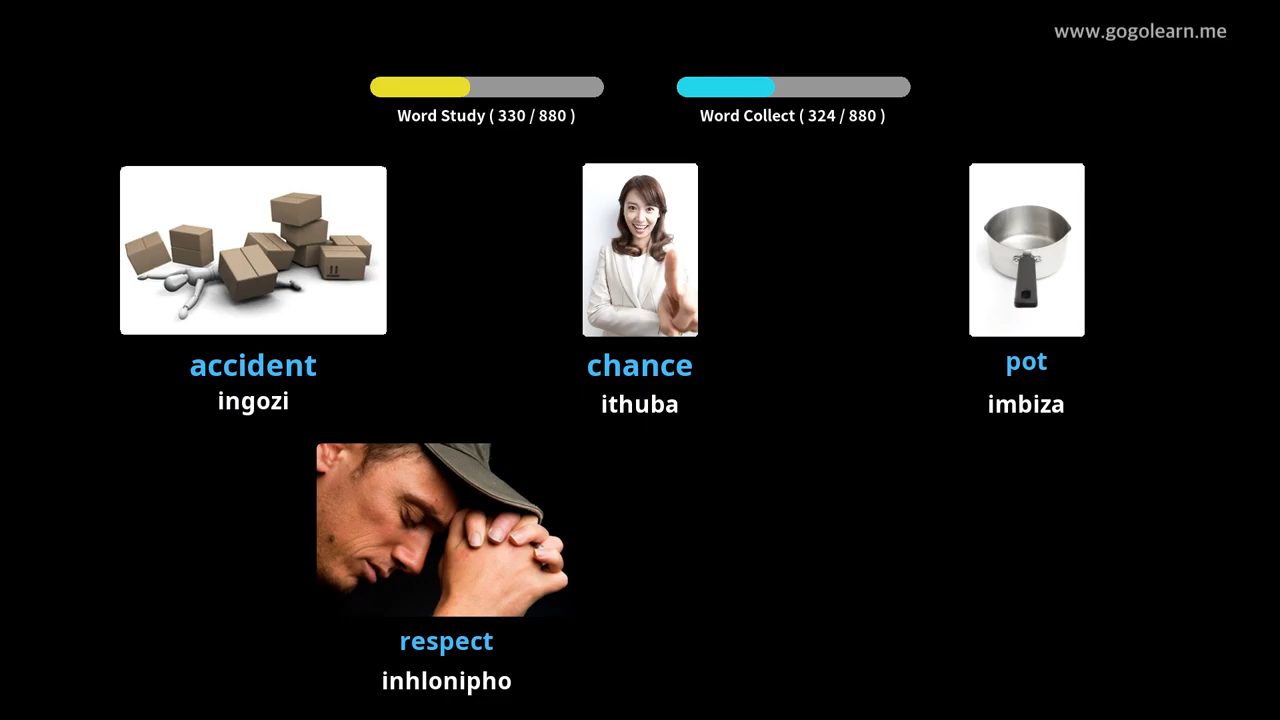 www.gogolearn.me
Word Study ( 330 / 880 )
Word Collect ( 324 / 880 )
accident
ingozi
chance
ithuba
pot
imbiza
respect
inhlonipho